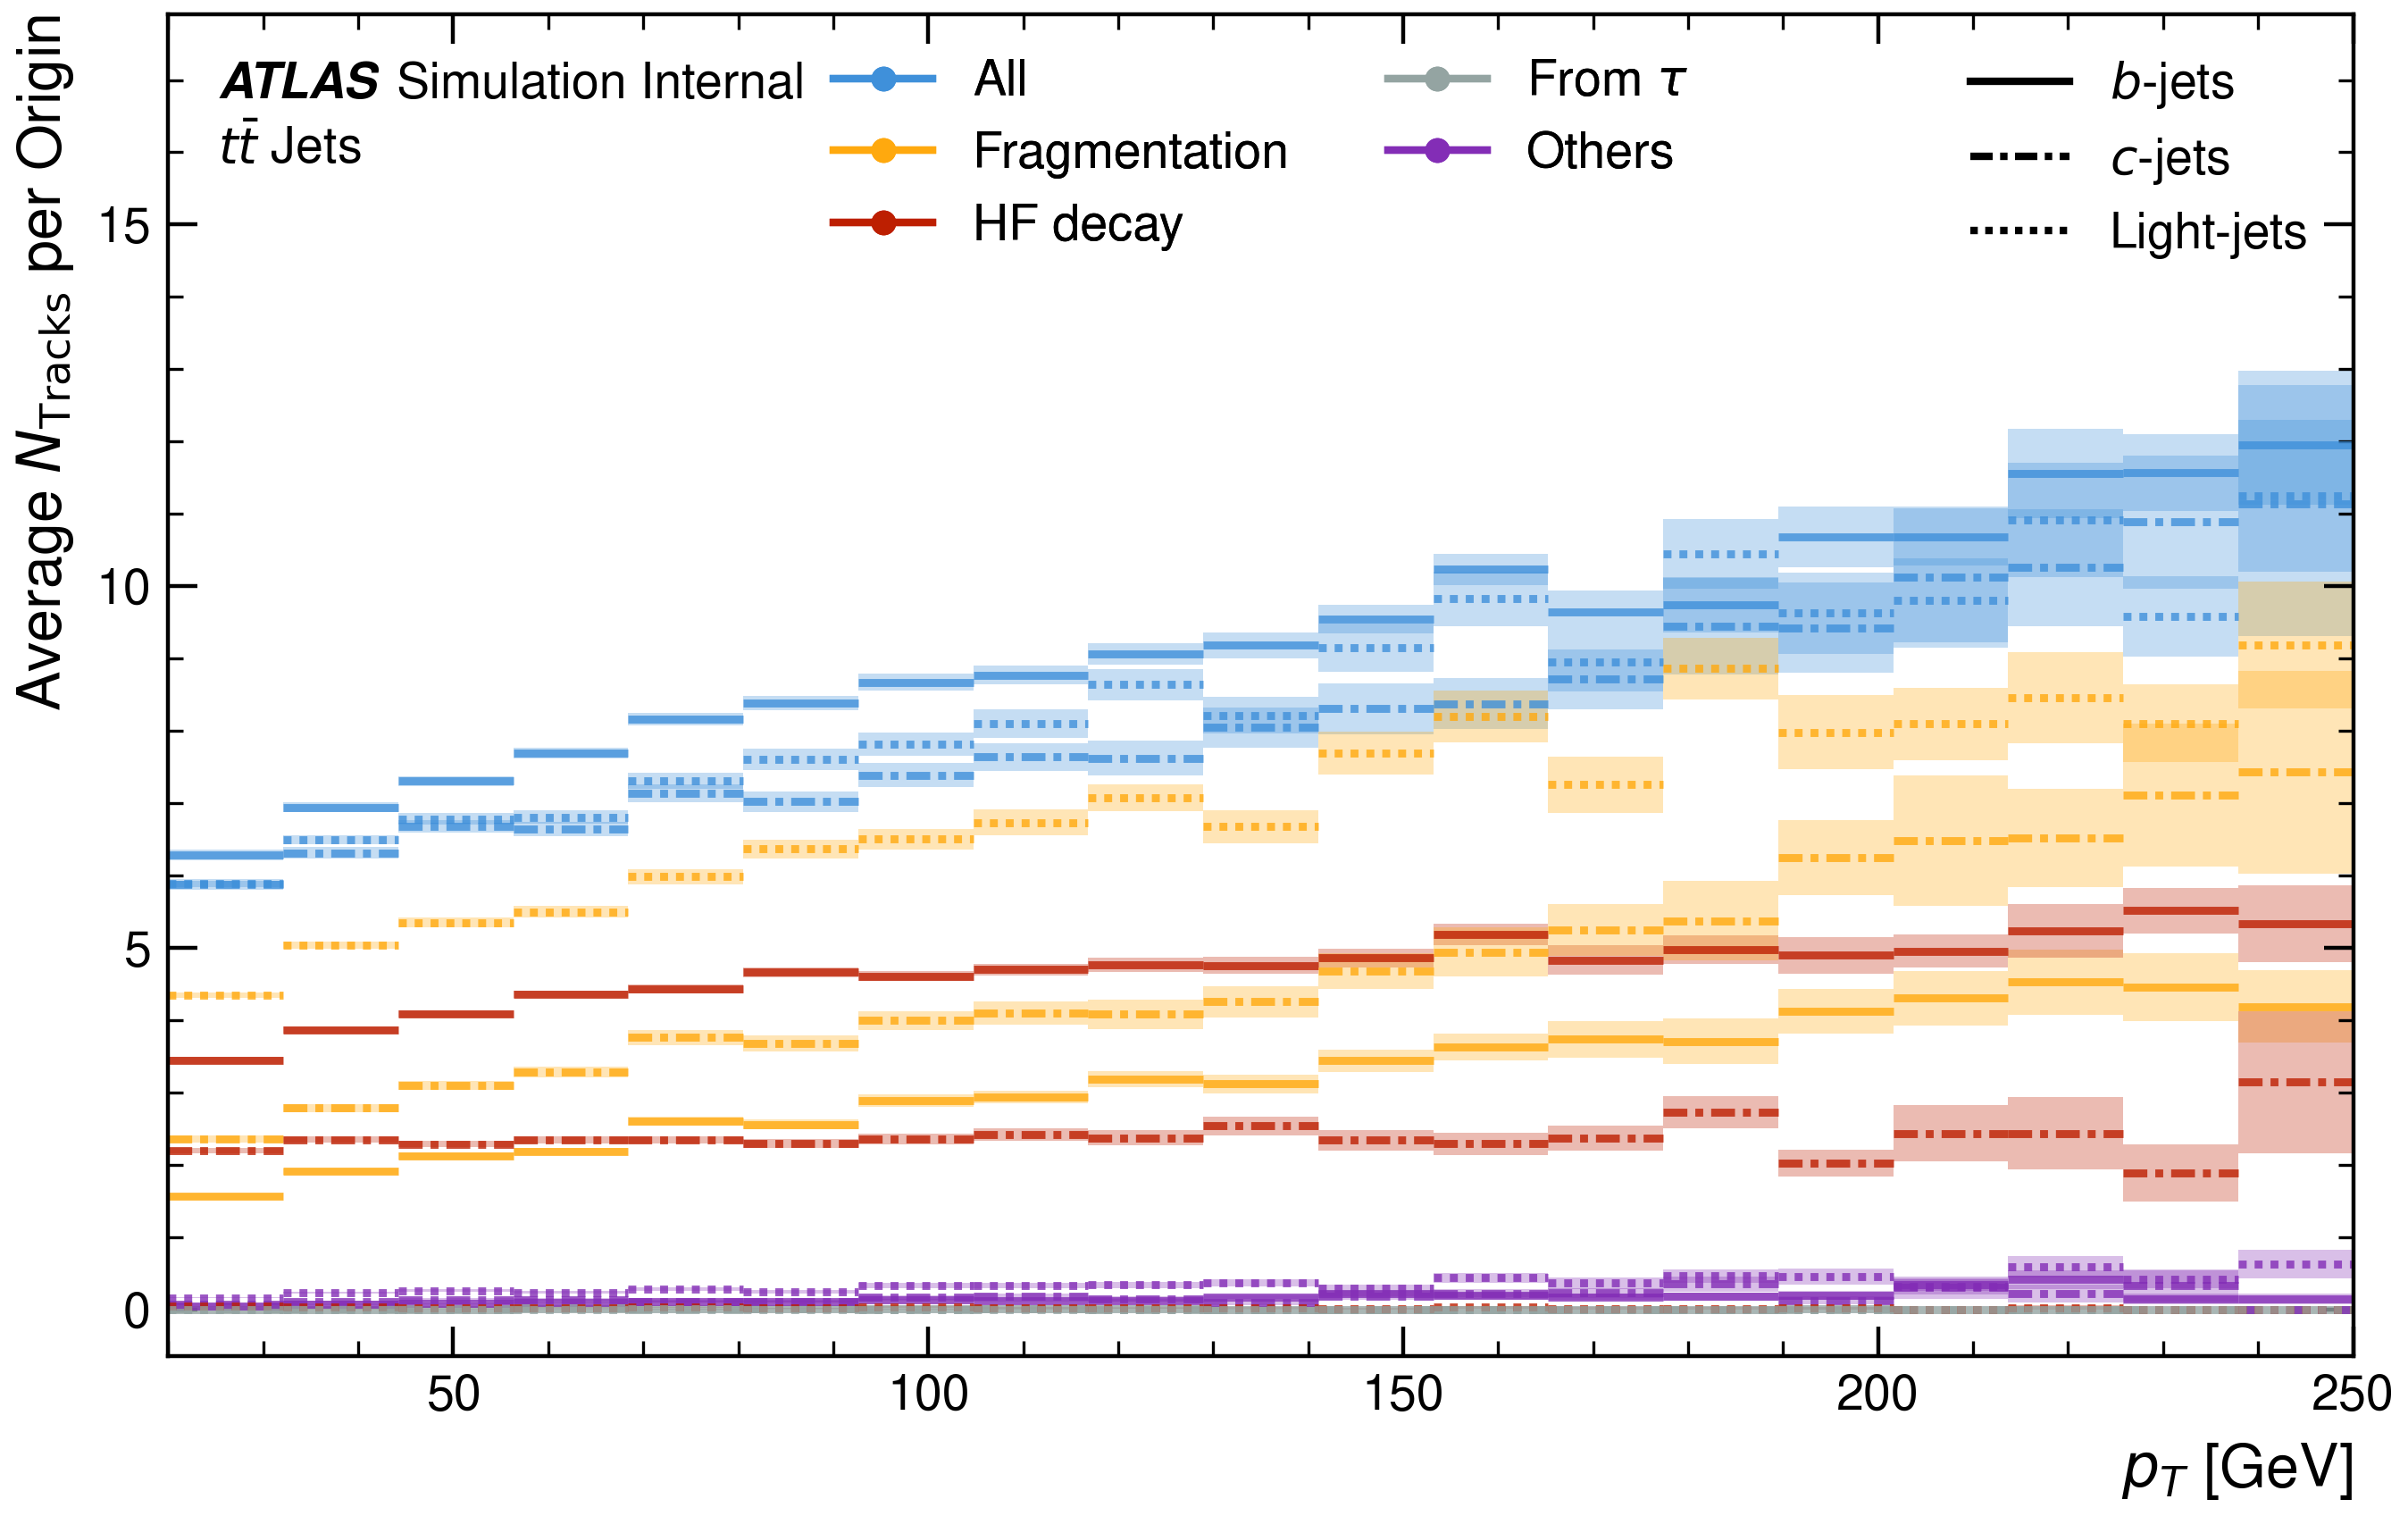 Average N_Tracks per Origin
ATLAS Simulation Internal
tt̄ Jets
All
Fragmentation
HF decay
From τ
Others
b-jets
c-jets
Light-jets
15
10
5
0
50 100 150 200 250
p_T [GeV]